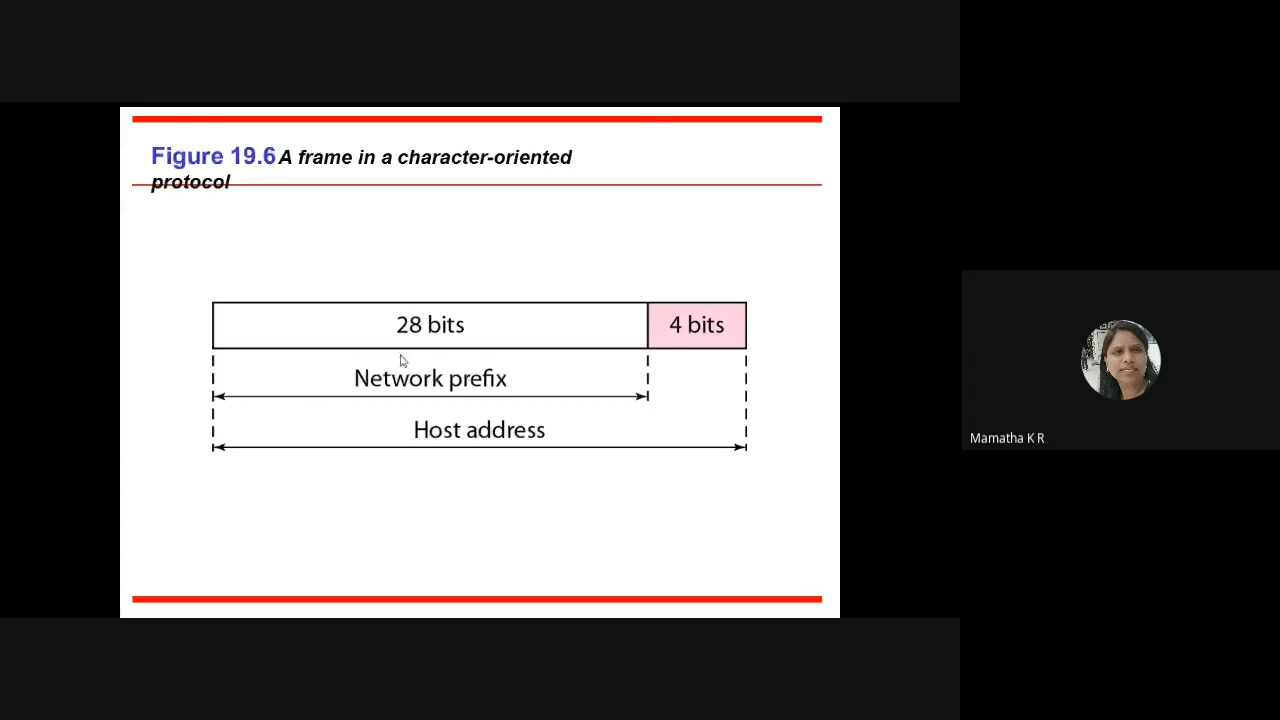 Figure 19.6 A frame in a character-oriented
protocol
28 bits
4 bits
Network prefix
Host address
Mamatha K R